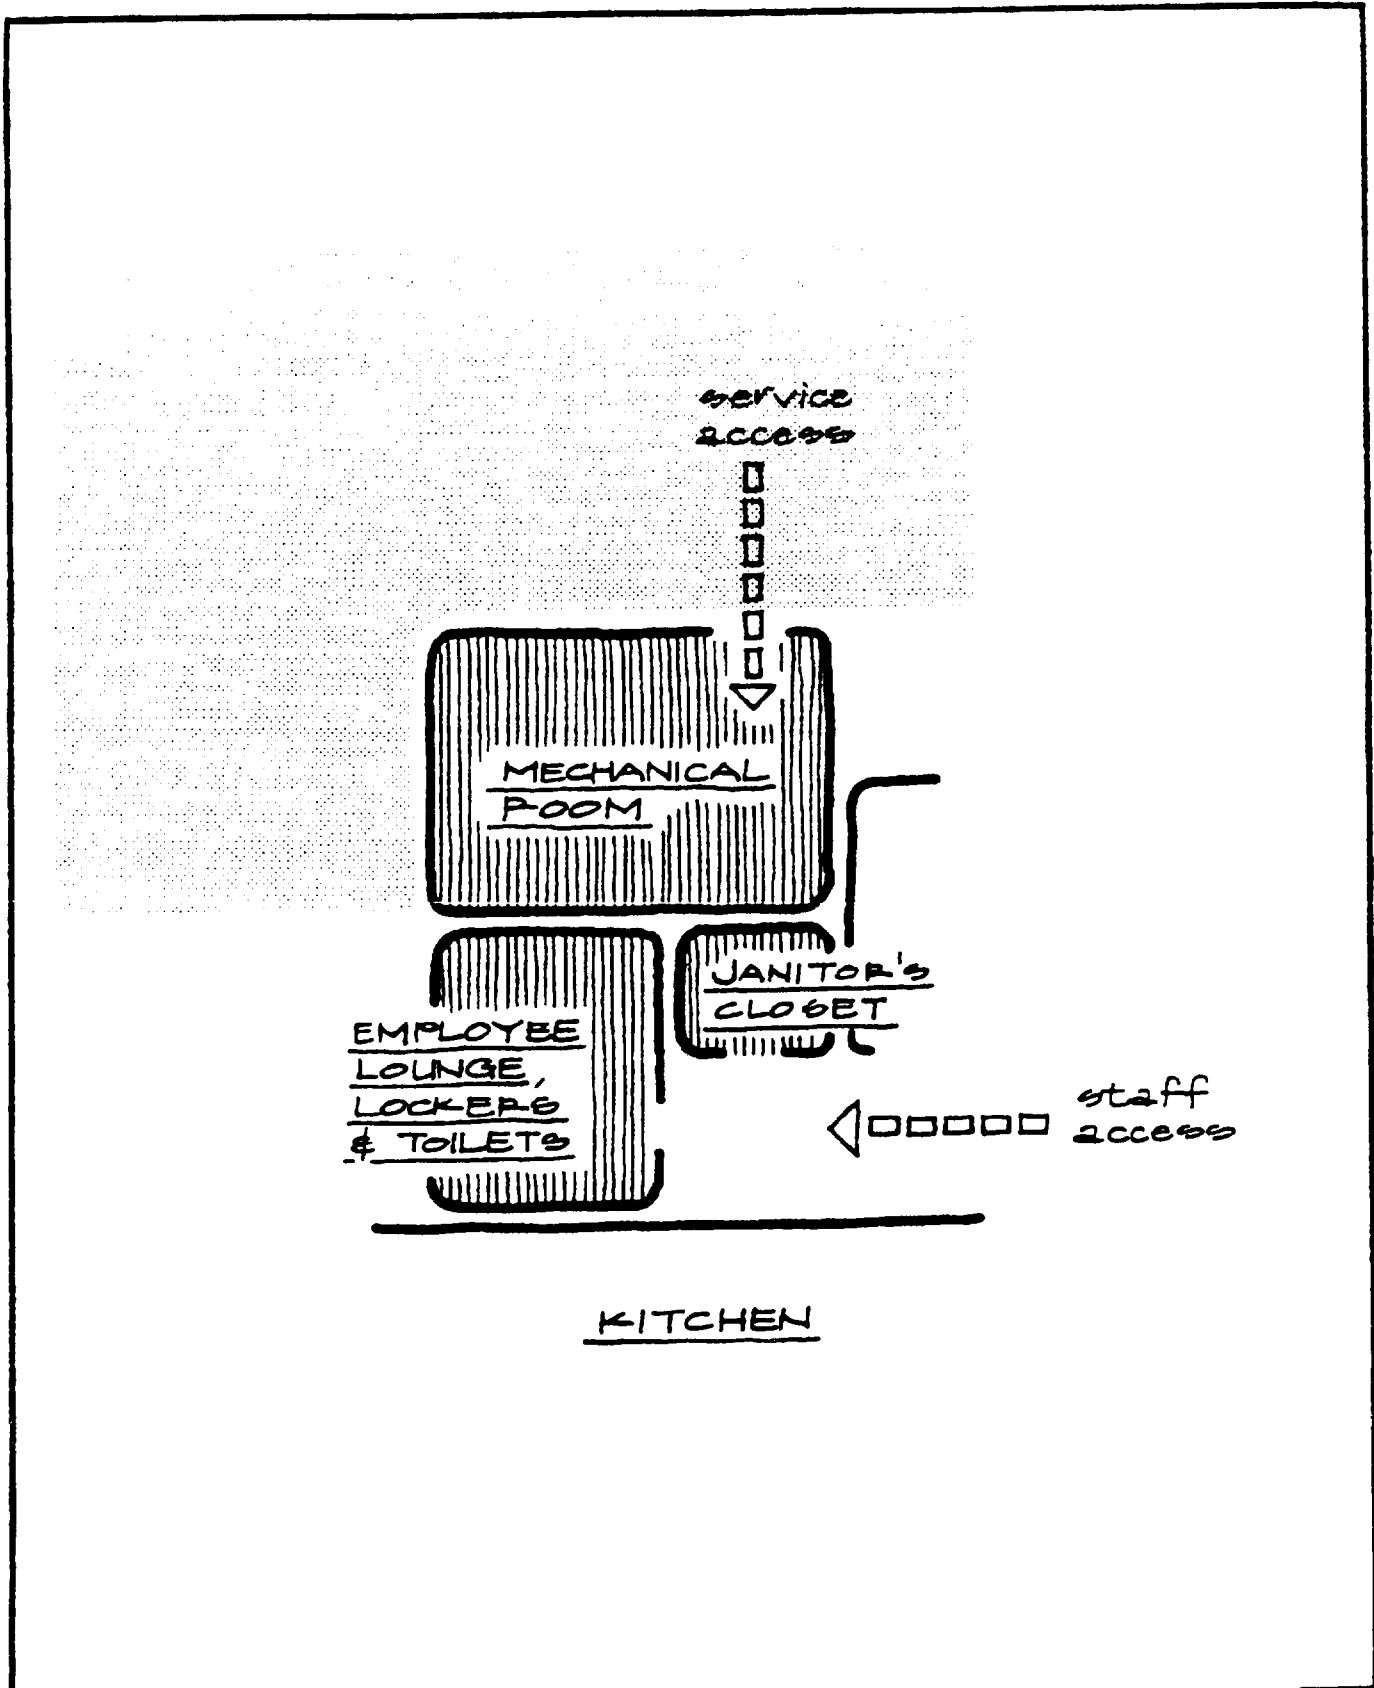 service
access
MECHANICAL
ROOM
JANITOR'S
CLOSET
EMPLOYEE
LOUNGE,
LOCKERS
& TOILETS
staff
access
KITCHEN